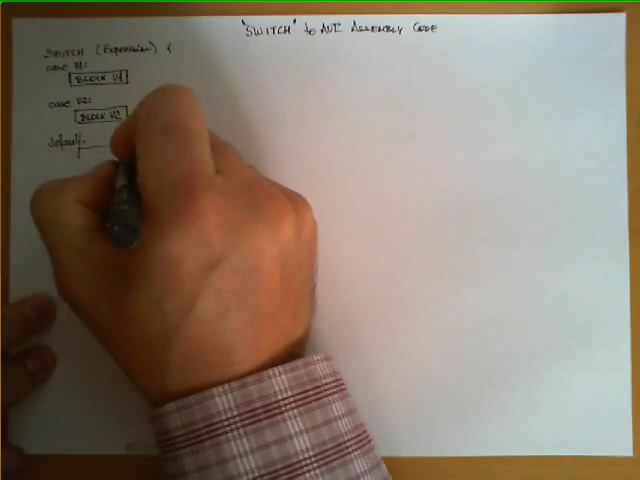 "SWITCH" to AVR ASSEMBLY CODE
SWITCH (Expression) {
case V1:
BLOCK V1
case V2:
BLOCK V2
default: